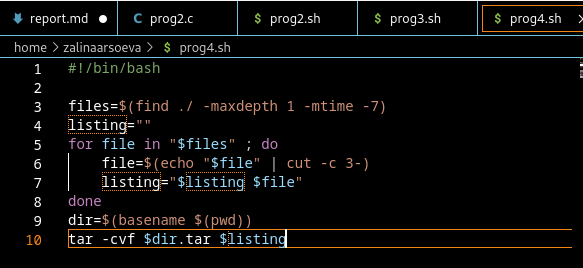 report.md prog2.c prog2.sh prog3.sh prog4.sh
home > zalinaarsoeva > prog4.sh
1 #!/bin/bash
2
3 files=$(find ./ -maxdepth 1 -mtime -7)
4 listing=""
5 for file in "$files" ; do
6     file=$(echo "$file" | cut -c 3-)
7     listing="$listing $file"
8 done
9 dir=$(basename $(pwd))
10 tar -cvf $dir.tar $listing